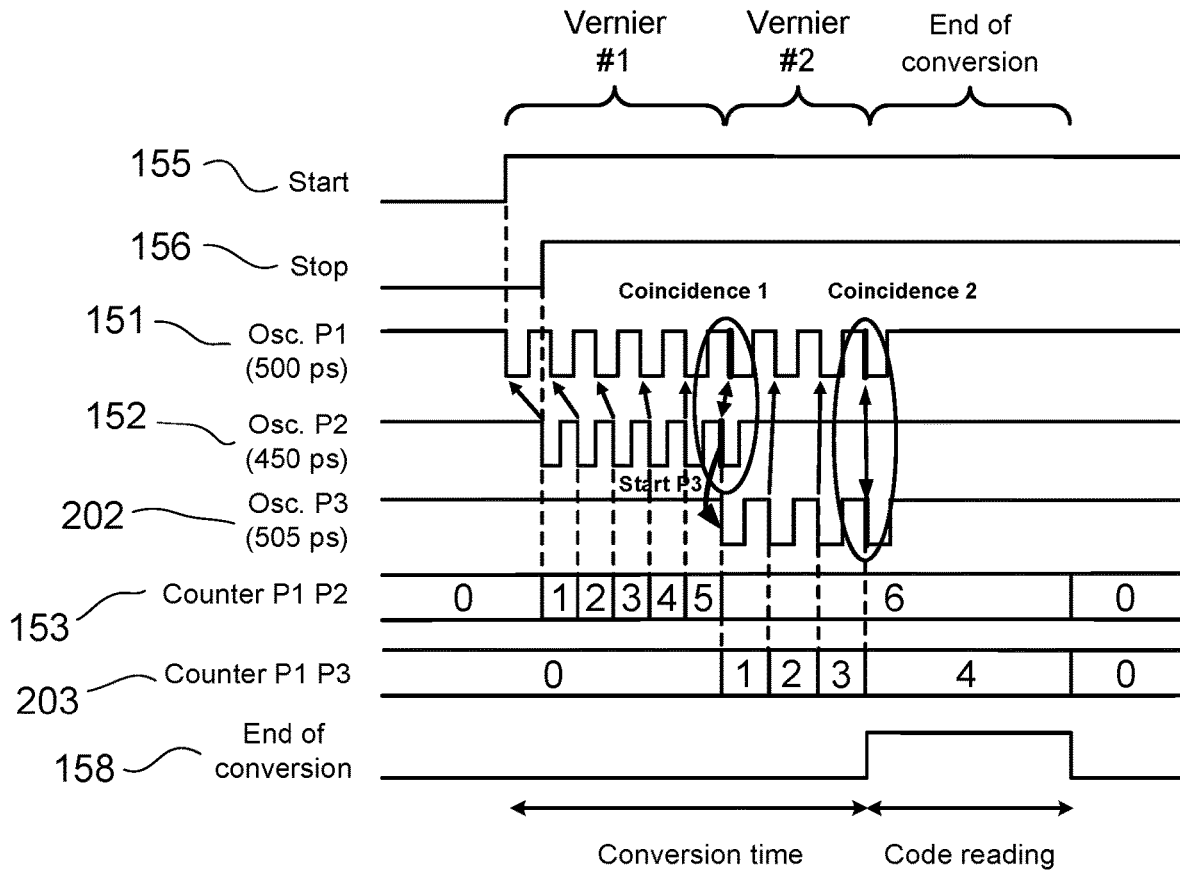 Vernier #1
Vernier #2
End of conversion
155
Start
156
Stop
Coincidence 1
Coincidence 2
151
Osc. P1
(500 ps)
152
Osc. P2
(450 ps)
Start P3
202
Osc. P3
(505 ps)
153
Counter P1 P2
0
1
2
3
4
5
6
0
203
Counter P1 P3
0
1
2
3
4
0
158
End of
conversion
Conversion time
Code reading